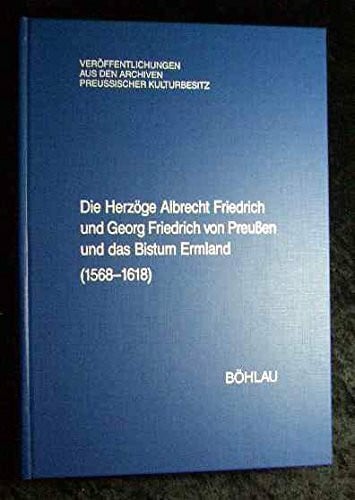 VERÖFFENTLICHUNGEN
AUS DEN ARCHIVEN
PREUSSISCHER KULTURBESITZ
Die Herzöge Albrecht Friedrich
und Georg Friedrich von Preußen
und das Bistum Ermland
(1568–1618)
BÖHLAU